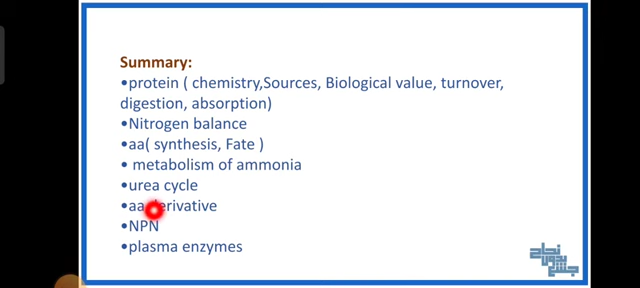 Summary:
•protein ( chemistry,Sources, Biological value, turnover,
digestion, absorption)
•Nitrogen balance
•aa( synthesis, Fate )
• metabolism of ammonia
•urea cycle
•aa derivative
•NPN
•plasma enzymes